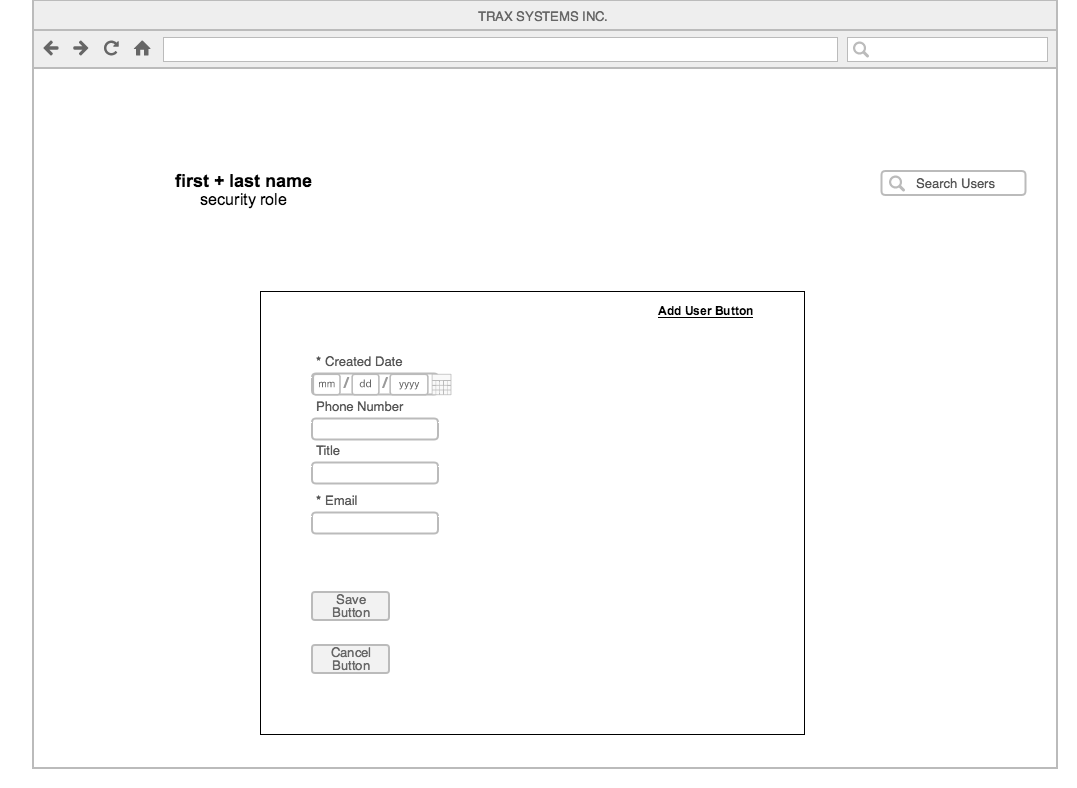 TRAX SYSTEMS INC.
first + last name
security role
Search Users
Add User Button
* Created Date
mm / dd / yyyy
Phone Number
Title
* Email
Save
Button
Cancel
Button